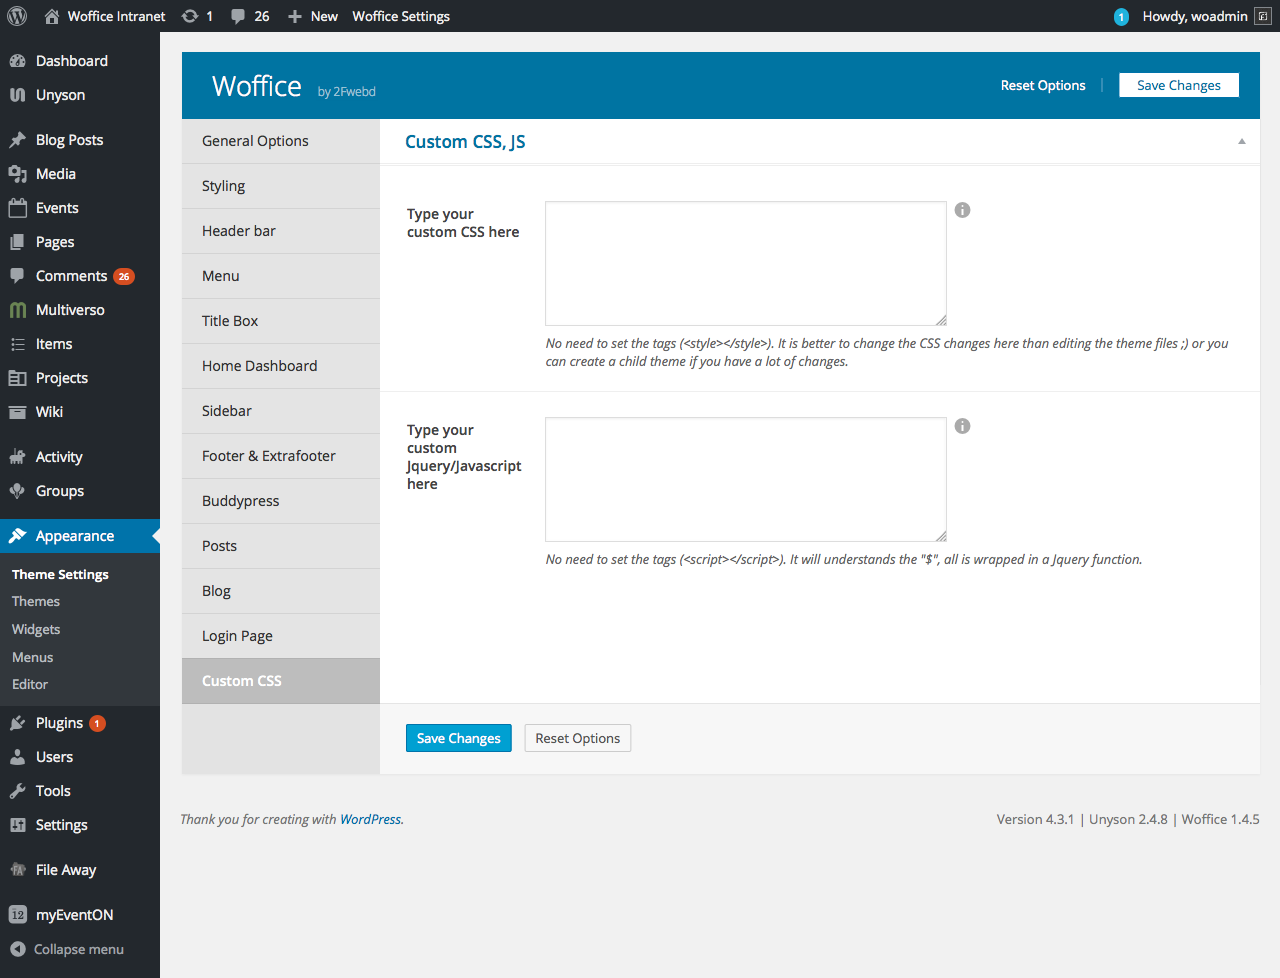 Woffice Intranet 1 26 New Woffice Settings 1 Howdy, woadmin
Dashboard
Unyson
Blog Posts
Media
Events
Pages
Comments 26
Multiverso
Items
Projects
Wiki
Activity
Groups
Appearance
Theme Settings
Themes
Widgets
Menus
Editor
Plugins 1
Users
Tools
Settings
FA File Away
12 myEventON
Collapse menu
Woffice by 2Fwebd Reset Options | Save Changes
General Options
Styling
Header bar
Menu
Title Box
Home Dashboard
Sidebar
Footer & Extrafooter
Buddypress
Posts
Blog
Login Page
Custom CSS
Custom CSS, JS
Type your
custom CSS here
No need to set the tags (<style></style>). It is better to change the CSS changes here than editing the theme files ;) or you
can create a child theme if you have a lot of changes.
Type your
custom
Jquery/Javascript
here
No need to set the tags (<script></script>). It will understands the "$", all is wrapped in a Jquery function.
Save Changes Reset Options
Thank you for creating with WordPress.
Version 4.3.1 | Unyson 2.4.8 | Woffice 1.4.5